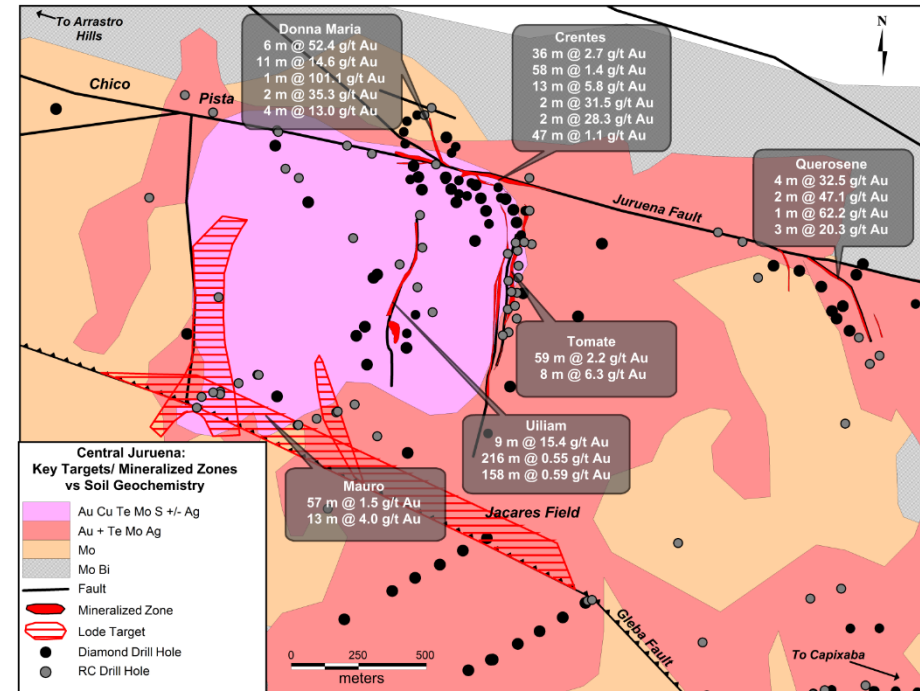 To Arrastro
Hills
Donna Maria
6 m @ 52.4 g/t Au
11 m @ 14.6 g/t Au
1 m @ 101.1 g/t Au
2 m @ 35.3 g/t Au
4 m @ 13.0 g/t Au
Crentes
36 m @ 2.7 g/t Au
58 m @ 1.4 g/t Au
13 m @ 5.8 g/t Au
2 m @ 31.5 g/t Au
2 m @ 28.3 g/t Au
47 m @ 1.1 g/t Au
N
Chico
Pista
Querosene
4 m @ 32.5 g/t Au
2 m @ 47.1 g/t Au
1 m @ 62.2 g/t Au
3 m @ 20.3 g/t Au
Juruena Fault
Tomate
59 m @ 2.2 g/t Au
8 m @ 6.3 g/t Au
Uiliam
9 m @ 15.4 g/t Au
216 m @ 0.55 g/t Au
158 m @ 0.59 g/t Au
Mauro
57 m @ 1.5 g/t Au
13 m @ 4.0 g/t Au
Jacares Field
Gleba Fault
To Capixaba
Central Juruena:
Key Targets/ Mineralized Zones
vs Soil Geochemistry
Au Cu Te Mo S +/- Ag
Au + Te Mo Ag
Mo
Mo Bi
Fault
Mineralized Zone
Lode Target
Diamond Drill Hole
RC Drill Hole
0 200 500
meters